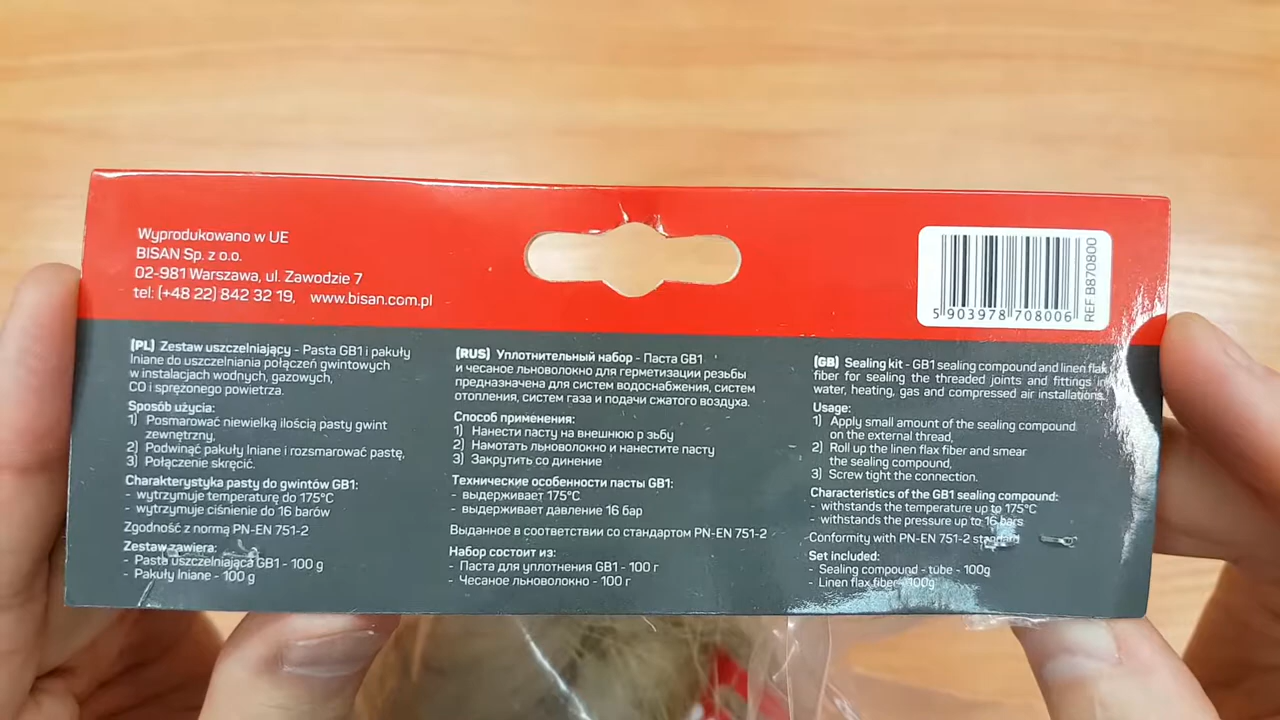 Wyprodukowano w UE
BISAN Sp. z o.o.
02-981 Warszawa, ul. Zawodzie 7
tel: (+48 22) 842 32 19, www.bisan.com.pl
5 903978 708006
REF B870800
(PL) Zestaw uszczelniający - Pasta GB1 i pakuły
lniane do uszczelniania połączeń gwintowych
w instalacjach wodnych, gazowych,
CO i sprężonego powietrza.
Sposób użycia:
1) Posmarować niewielką ilością pasty gwint
zewnętrzny,
2) Podwinąć pakuły lniane i rozsmarować pastę,
3) Połączenie skręcić.
Charakterystyka pasty do gwintów GB1:
- wytrzymuje temperaturę do 175°C
- wytrzymuje ciśnienie do 16 barów
Zgodność z normą PN-EN 751-2
Zestaw zawiera:
- Pasta uszczelniająca GB1 - 100 g
- Pakuły lniane - 100 g
(RUS) Уплотнительный набор - Паста GB1
и чесаное льноволокно для герметизации резьбы
предназначена для систем водоснабжения, систем
отопления, систем газа и подачи сжатого воздуха.
Способ применения:
1) Нанести пасту на внешнюю р зьбу
2) Намотать льноволокно и нанестите пасту
3) Закрутить со динение
Технические особенности пасты GB1:
- выдерживает 175°C
- выдерживает давление 16 бар
Выданное в соответствии со стандартом PN-EN 751-2
Набор состоит из:
- Паста для уплотнения GB1 - 100 г
- Чесаное льноволокно - 100 г
(GB) Sealing kit - GB1 sealing compound and linen flax
fiber for sealing the threaded joints and fittings in
water, heating, gas and compressed air installations.
Usage:
1) Apply small amount of the sealing compound
on the external thread,
2) Roll up the linen flax fiber and smear
the sealing compound,
3) Screw tight the connection.
Characteristics of the GB1 sealing compound:
- withstands the temperature up to 175°C
- withstands the pressure up to 16 bars
Conformity with PN-EN 751-2 standard
Set included:
- Sealing compound - tube - 100g
- Linen flax fiber - 100g